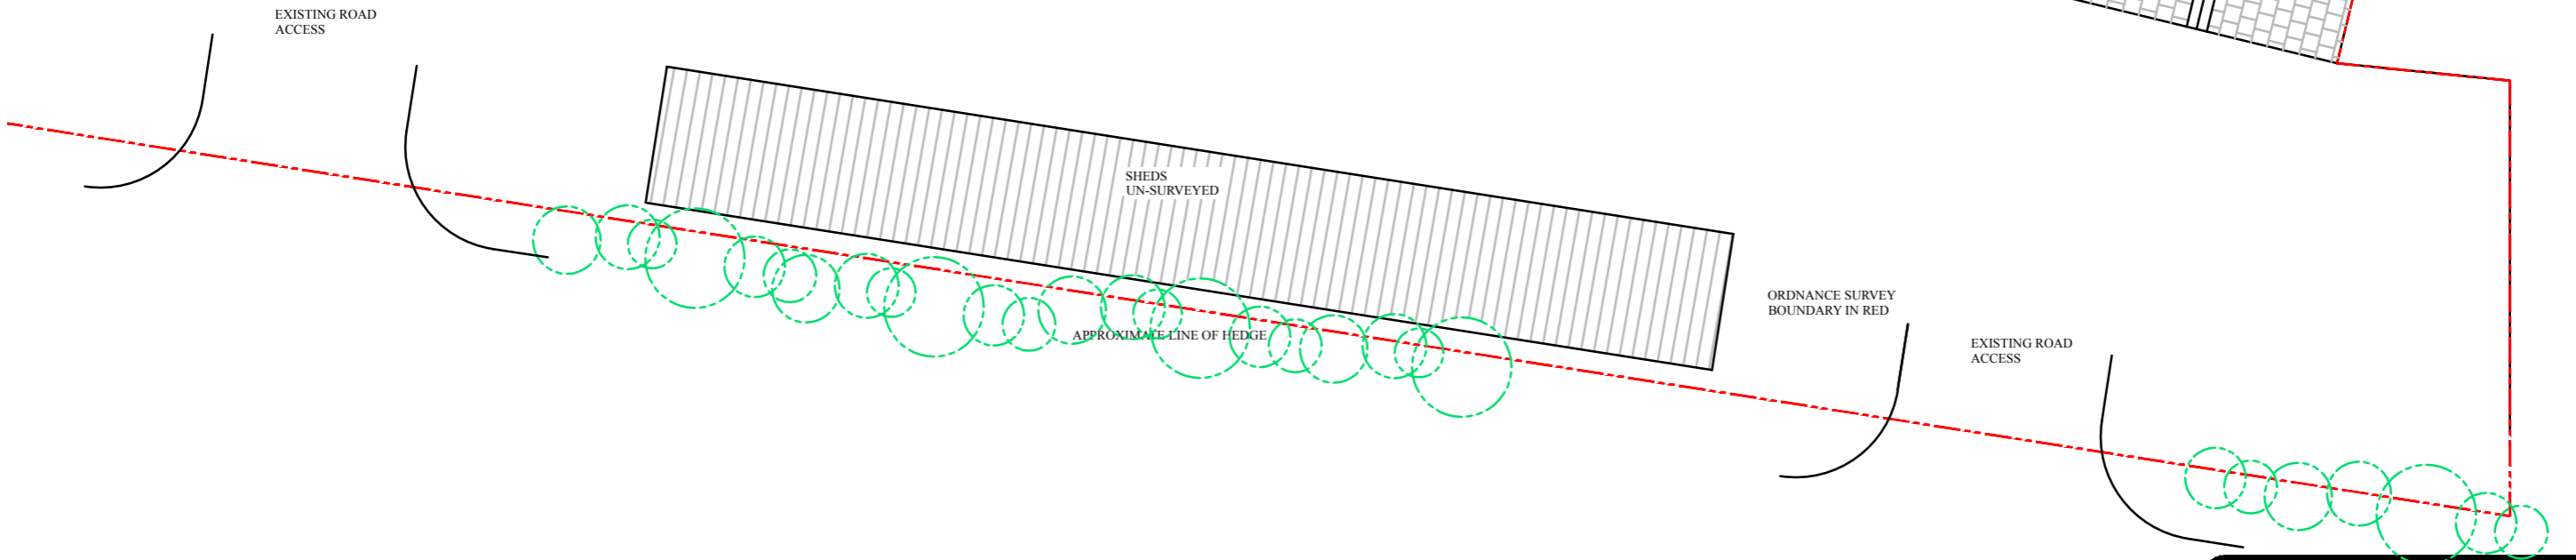 EXISTING ROAD
ACCESS
SHEDS
UN-SURVEYED
APPROXIMATE LINE OF HEDGE
ORDNANCE SURVEY
BOUNDARY IN RED
EXISTING ROAD
ACCESS